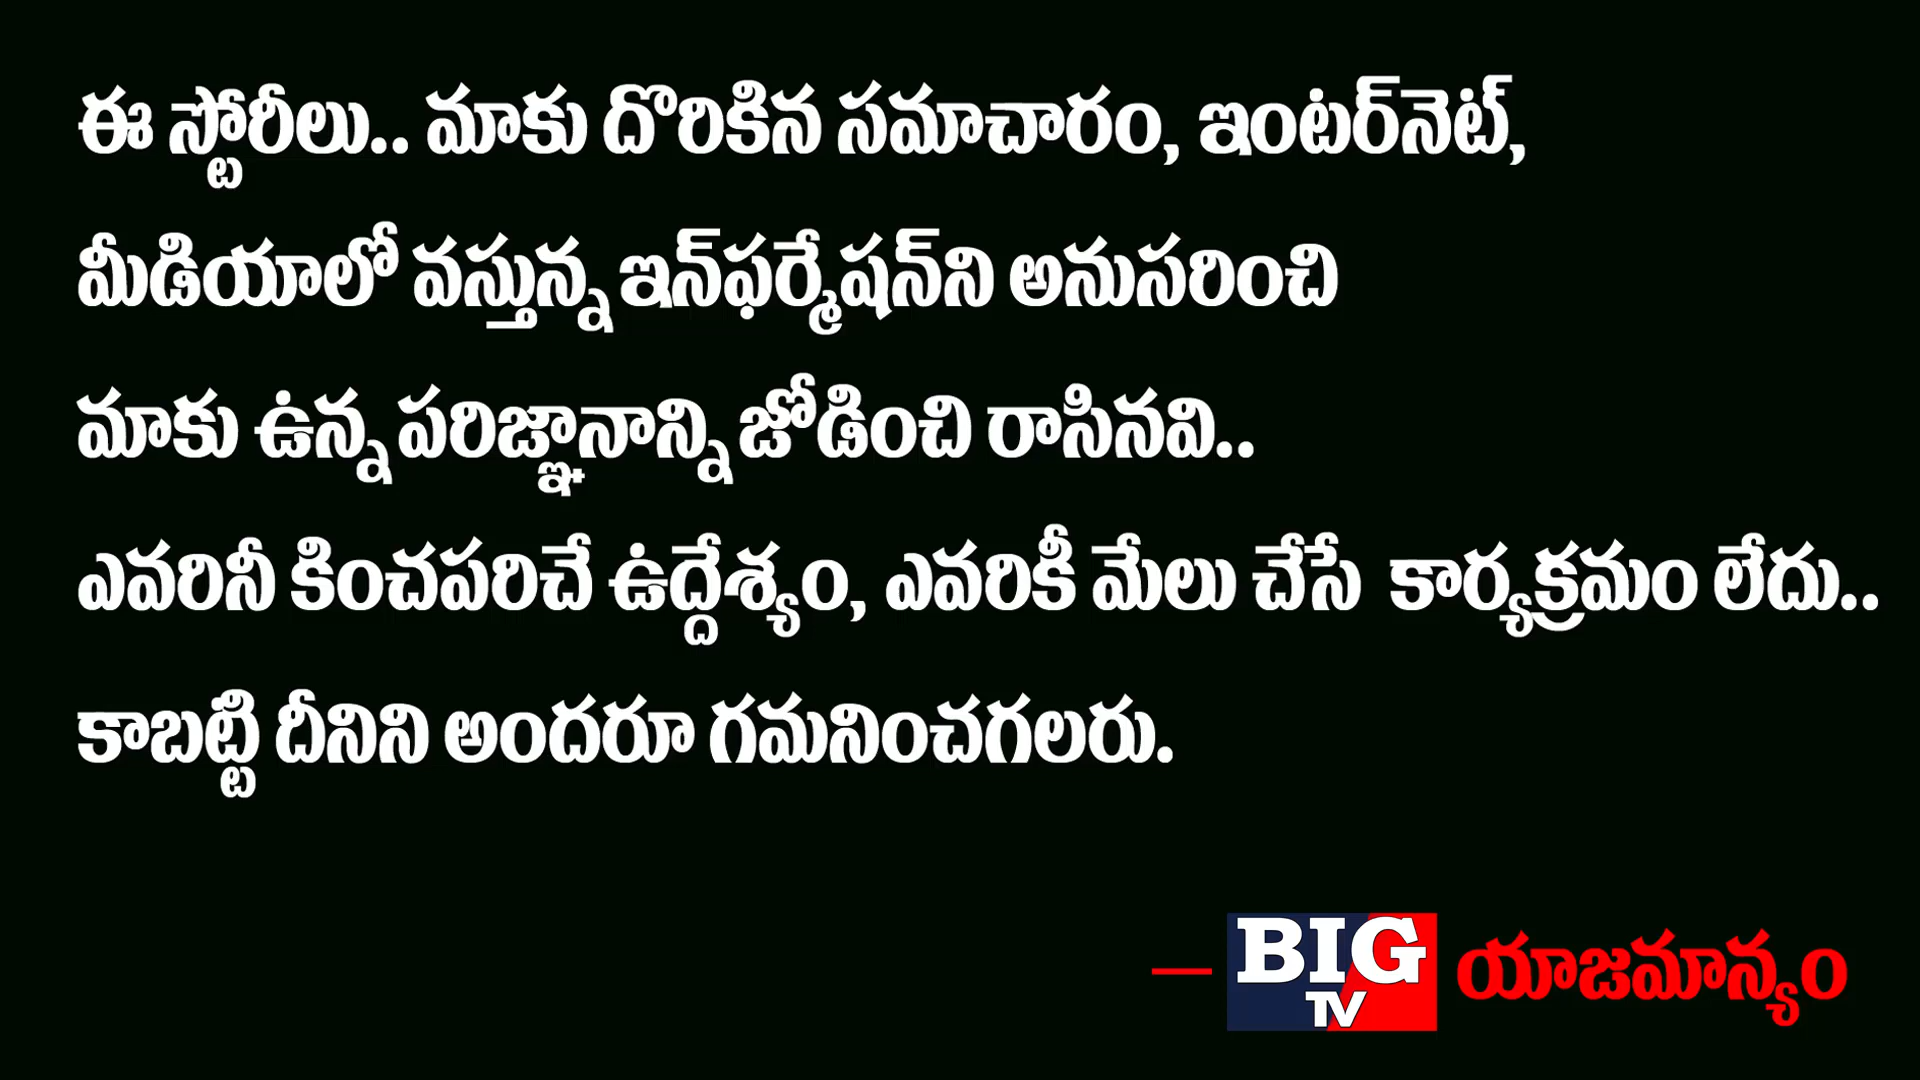 ఈ స్టోరీలు.. మాకు దొరికిన సమాచారం, ఇంటర్‌నెట్,
మీడియాలో వస్తున్న ఇన్‌ఫర్మేషన్‌ని అనుసరించి
మాకు ఉన్న పరిజ్ఞానాన్ని జోడించి రాసినవి..
ఎవరినీ కించపరిచే ఉద్దేశ్యం, ఎవరికీ మేలు చేసే కార్యక్రమం లేదు..
కాబట్టి దీనిని అందరూ గమనించగలరు.
— BIG TV యాజమాన్యం